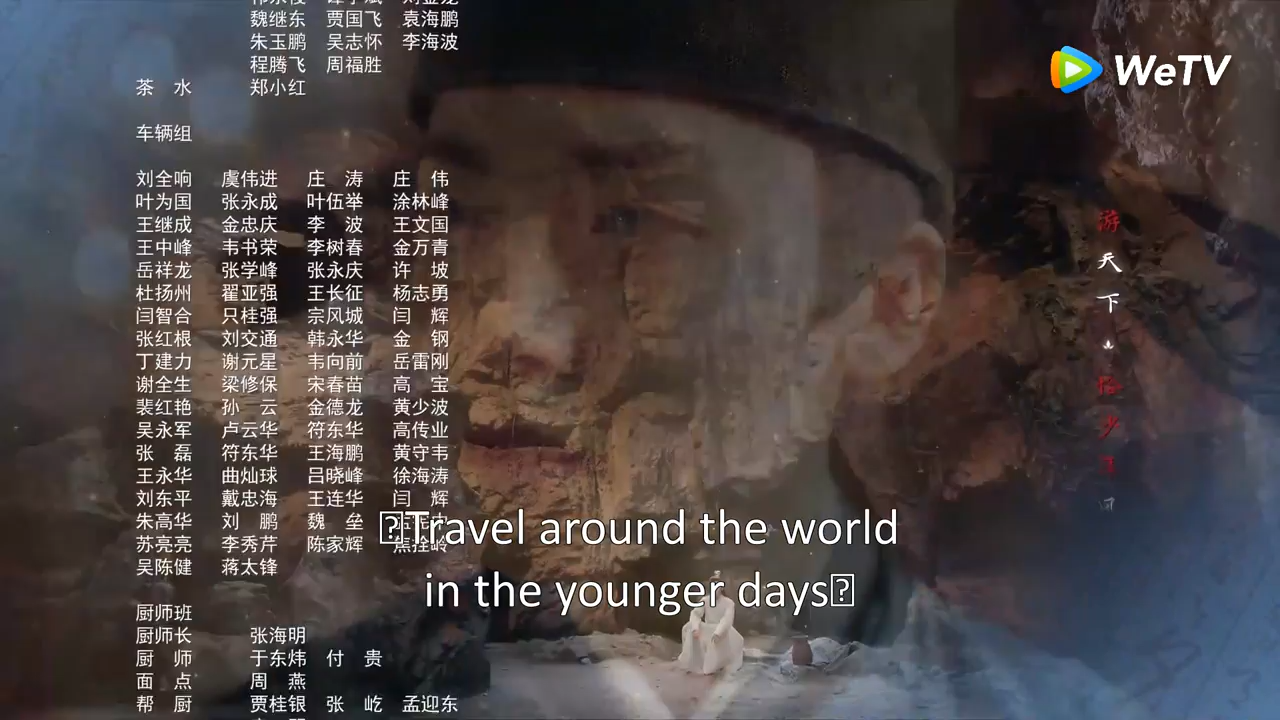 魏继东 贾国飞 袁海鹏
朱玉鹏 吴志怀 李海波
程腾飞 周福胜
茶 水 郑小红
车辆组
刘全响 虞伟进 庄 涛 庄 伟
叶为国 张永成 叶伍举 涂林峰
王继成 金忠庆 李 波 王文国
王中峰 韦书荣 李树春 金万青
岳祥龙 张学峰 张永庆 许 坡
杜扬州 翟亚强 王长征 杨志勇
闫智合 只桂强 宗风城 闫 辉
张红根 刘交通 韩永华 金 钢
丁建力 谢元星 韦向前 岳雷刚
谢全生 梁修保 宋春苗 高 宝
裴红艳 孙 云 金德龙 黄少波
吴永军 卢云华 符东华 高传业
张 磊 符东华 王海鹏 黄守韦
王永华 曲灿球 吕晓峰 徐海涛
刘东平 戴忠海 王连华 闫 辉
朱高华 刘 鹏 魏 垒
苏亮亮 李秀芹 陈家辉
吴陈健 蒋太锋
厨师班
厨师长 张海明
厨 师 于东炜 付 贵
面 点 周 燕
帮 厨 贾桂银 张 屹 孟迎东
WeTV
游天下
少
Travel around the world
in the younger days